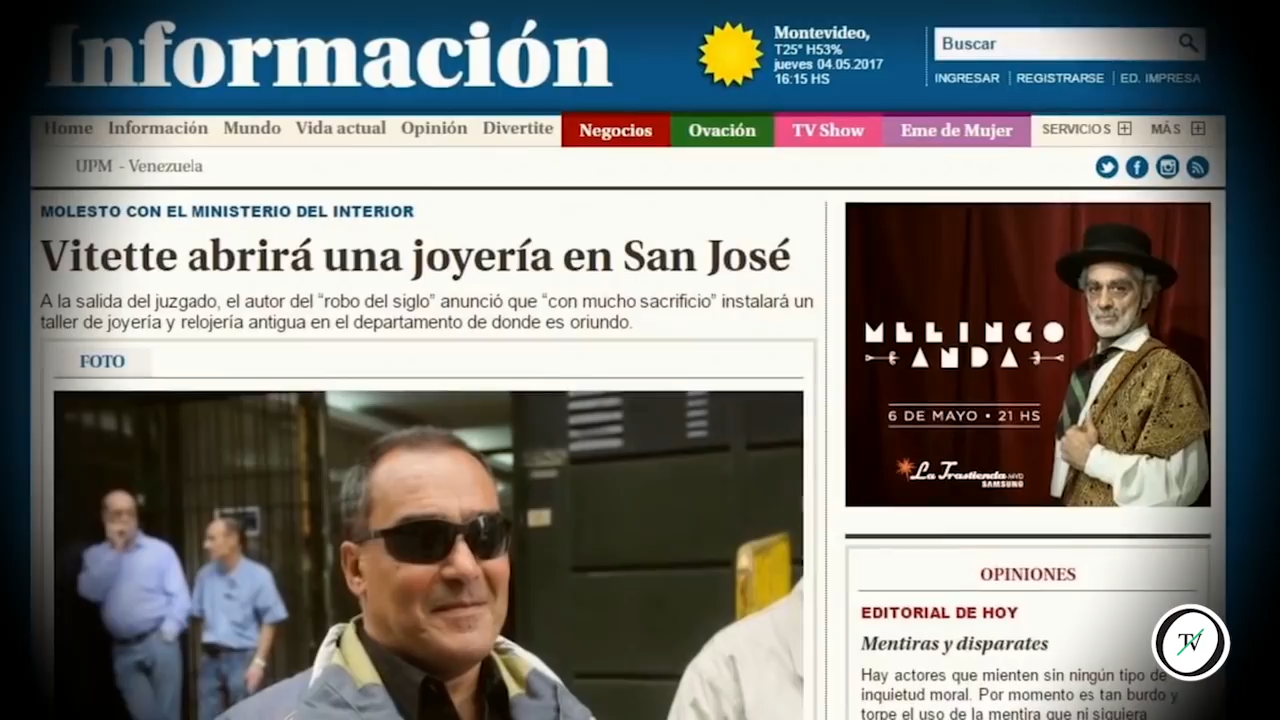 Información
Montevideo,
T25° H53%
jueves 04.05.2017
16:15 HS
Buscar
INGRESAR REGISTRARSE ED. IMPRESA
Home Información Mundo Vida actual Opinión Divertite Negocios Ovación TV Show Eme de Mujer SERVICIOS MÁS
UPM - Venezuela
MOLESTO CON EL MINISTERIO DEL INTERIOR
Vitette abrirá una joyería en San José
A la salida del juzgado, el autor del “robo del siglo” anunció que “con mucho sacrificio” instalará un
taller de joyería y relojería antigua en el departamento de donde es oriundo.
FOTO
MELINGO
ANDA
6 DE MAYO • 21 HS
La Trastienda MVD
SAMSUNG
OPINIONES
EDITORIAL DE HOY
Mentiras y disparates
Hay actores que mienten sin ningún tipo de
inquietud moral. Por momento es tan burdo y
torpe el uso de la mentira que ni siquiera
TV